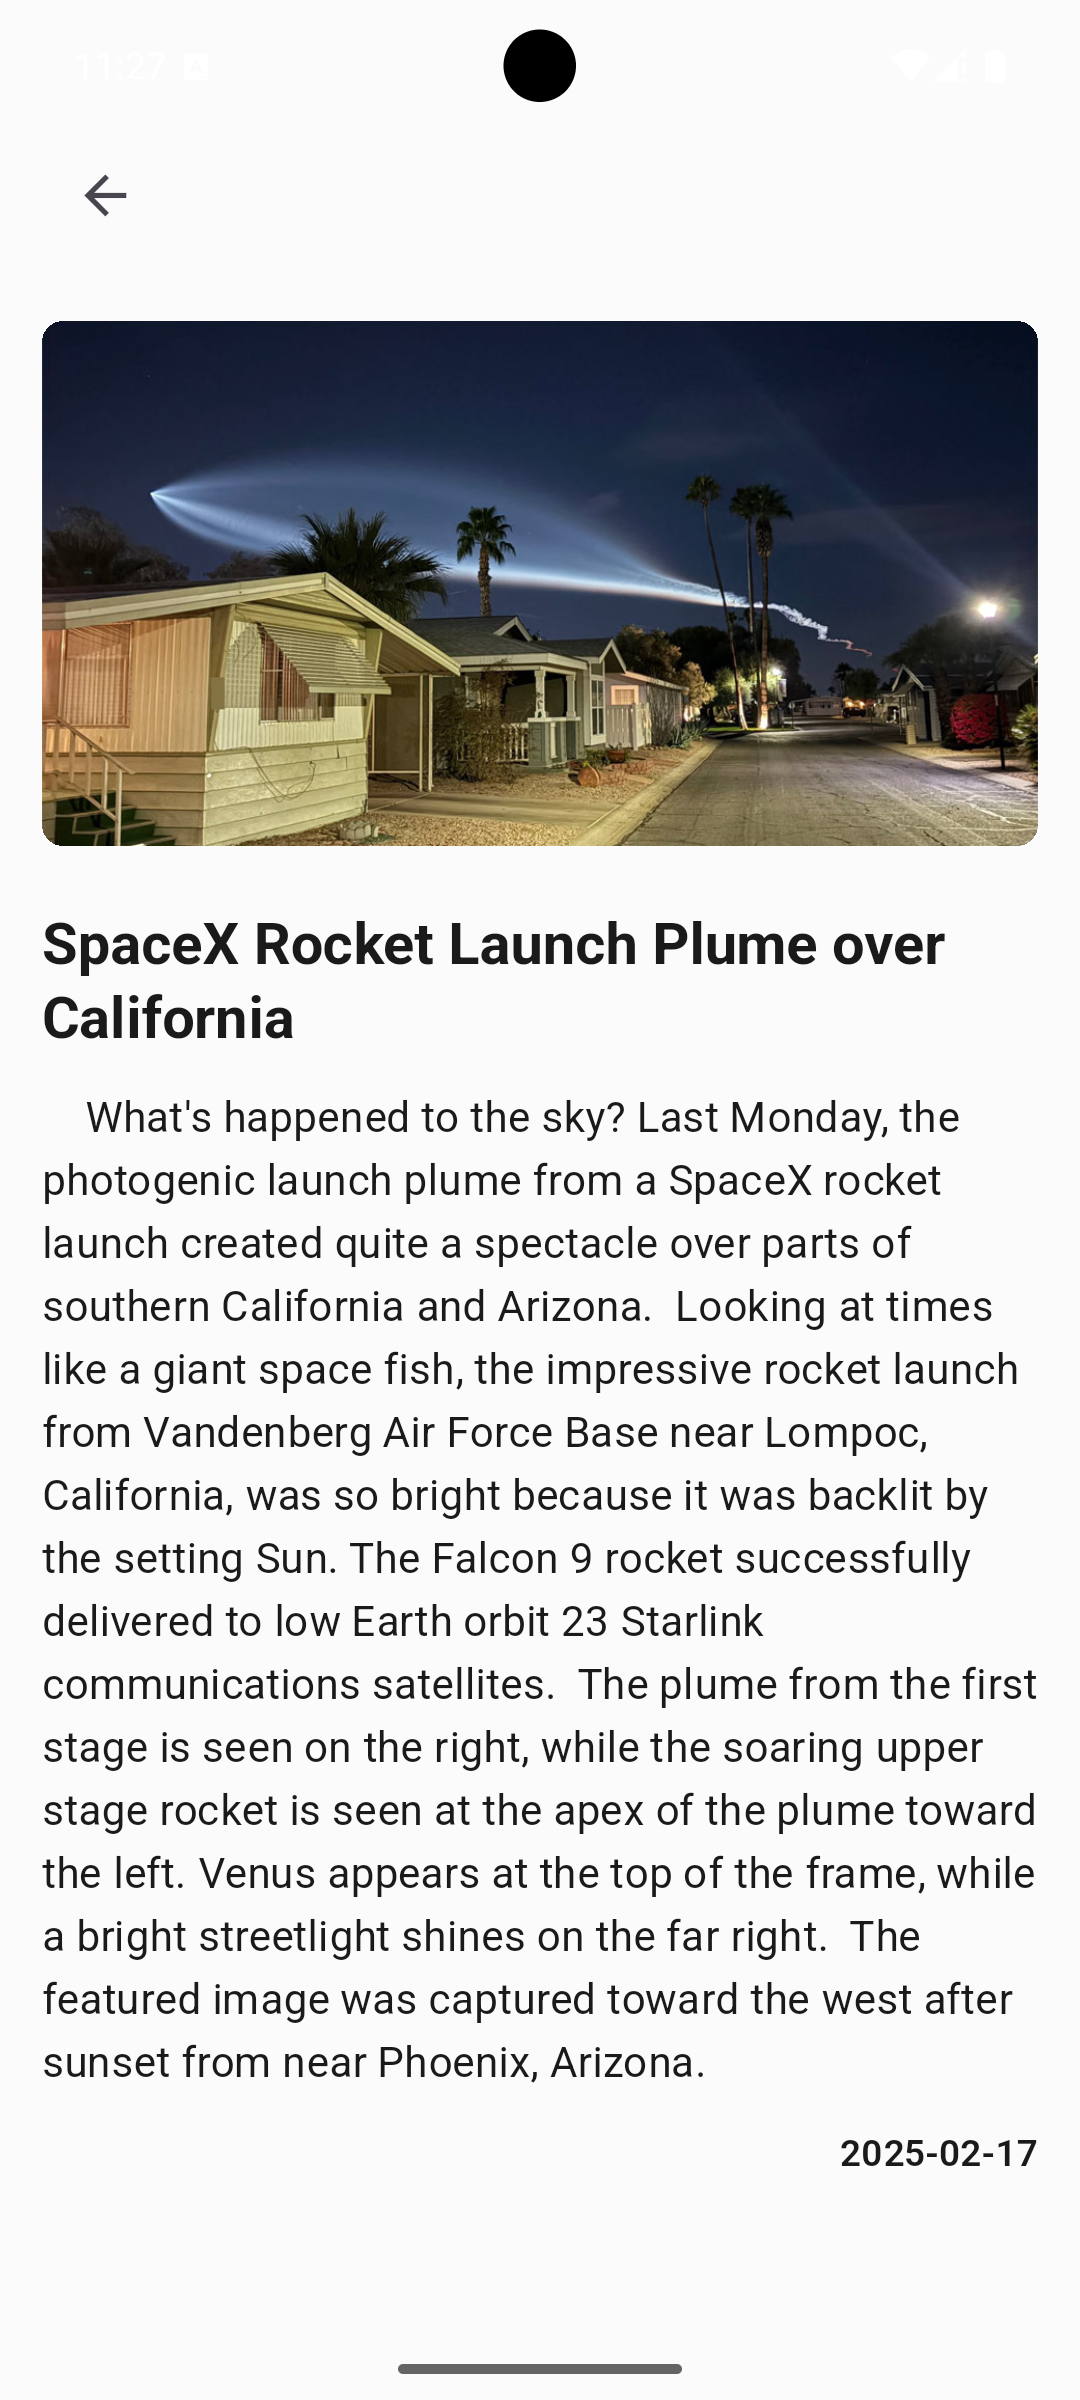 11:27
SpaceX Rocket Launch Plume over
California
What's happened to the sky? Last Monday, the
photogenic launch plume from a SpaceX rocket
launch created quite a spectacle over parts of
southern California and Arizona.  Looking at times
like a giant space fish, the impressive rocket launch
from Vandenberg Air Force Base near Lompoc,
California, was so bright because it was backlit by
the setting Sun. The Falcon 9 rocket successfully
delivered to low Earth orbit 23 Starlink
communications satellites.  The plume from the first
stage is seen on the right, while the soaring upper
stage rocket is seen at the apex of the plume toward
the left. Venus appears at the top of the frame, while
a bright streetlight shines on the far right.  The
featured image was captured toward the west after
sunset from near Phoenix, Arizona.
2025-02-17